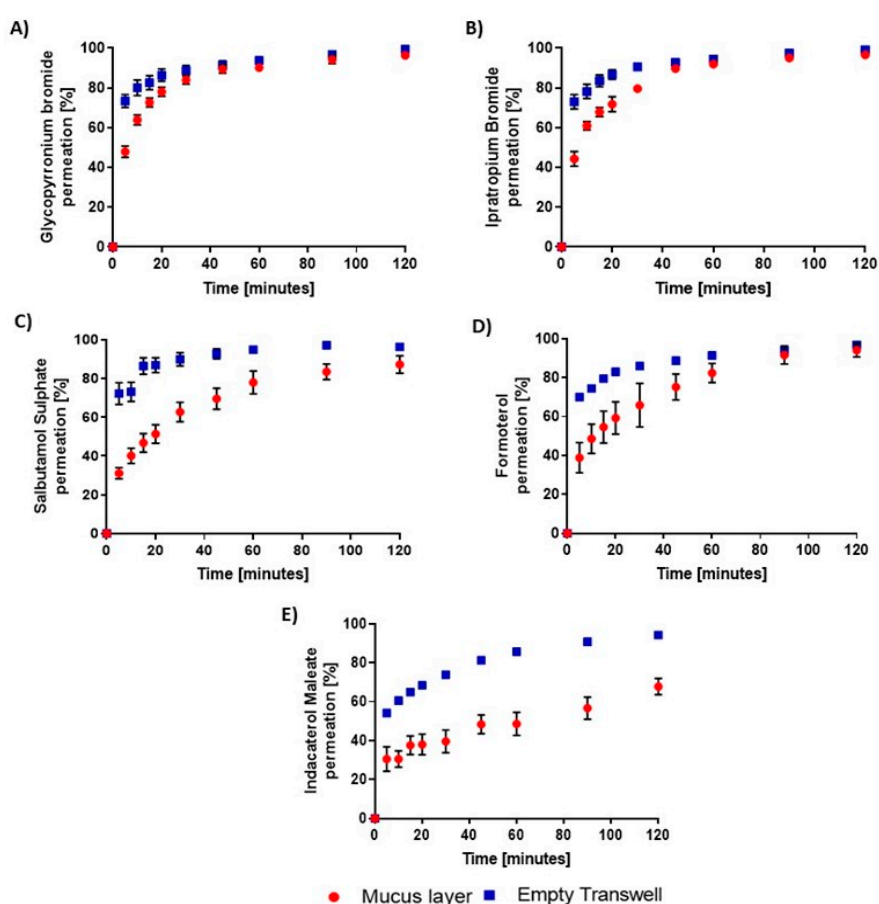 A)
Glycopyrronium bromide
permeation [%]
100
80
60
40
20
0
0 20 40 60 80 100 120
Time [minutes]
B)
Ipratropium Bromide
permeation [%]
100
80
60
40
20
0
0 20 40 60 80 100 120
Time [minutes]
C)
Salbutamol Sulphate
permeation [%]
100
80
60
40
20
0
0 20 40 60 80 100 120
Time [minutes]
D)
Formoterol
permeation [%]
100
80
60
40
20
0
0 20 40 60 80 100 120
Time [minutes]
E)
Indacaterol Maleate
permeation [%]
100
80
60
40
20
0
0 20 40 60 80 100 120
Time [minutes]
Mucus layer Empty Transwell